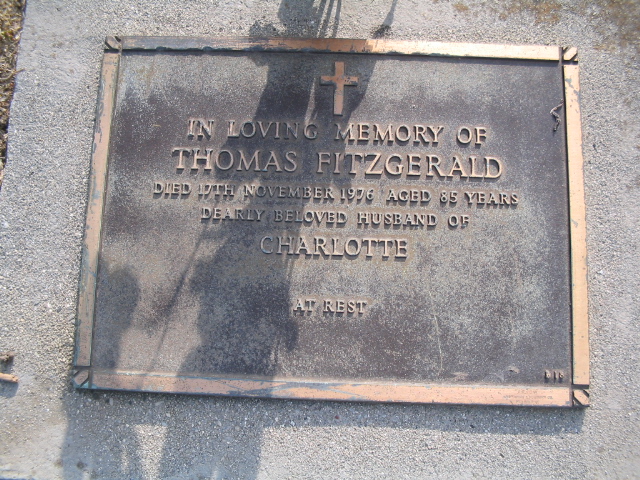 IN LOVING MEMORY OF
THOMAS FITZGERALD
DIED 17TH NOVEMBER 1976 AGED 85 YEARS
DEARLY BELOVED HUSBAND OF
CHARLOTTE
AT REST